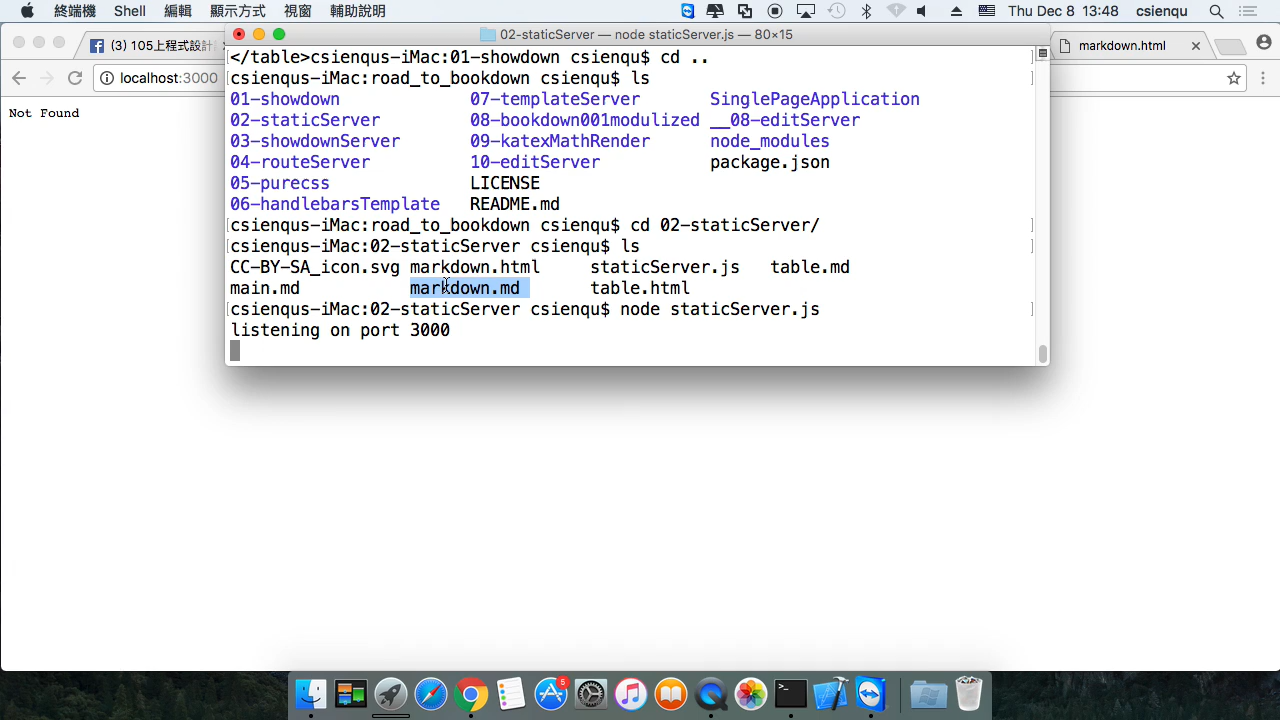 終端機 Shell 編輯 顯示方式 視窗 輔助說明 Thu Dec 8 13:48 csienqu
02-staticServer — node staticServer.js — 80×15
(3) 105上程式設計
markdown.html
localhost:3000
Not Found
</table>csienqus-iMac:01-showdown csienqu$ cd ..
csienqus-iMac:road_to_bookdown csienqu$ ls
01-showdown 07-templateServer SinglePageApplication
02-staticServer 08-bookdown001modulized __08-editServer
03-showdownServer 09-katexMathRender node_modules
04-routeServer 10-editServer package.json
05-purecss LICENSE
06-handlebarsTemplate README.md
csienqus-iMac:road_to_bookdown csienqu$ cd 02-staticServer/
csienqus-iMac:02-staticServer csienqu$ ls
CC-BY-SA_icon.svg markdown.html staticServer.js table.md
main.md markdown.md table.html
csienqus-iMac:02-staticServer csienqu$ node staticServer.js
listening on port 3000
5